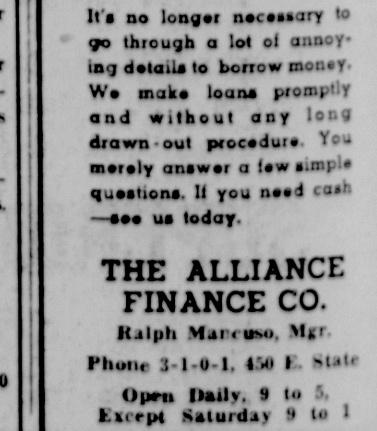 It's no longer necessary to
go through a lot of annoy-
ing details to borrow money.
We make loans promptly
and without any long
drawn-out procedure. You
merely answer a few simple
questions. If you need cash
—see us today.
THE ALLIANCE
FINANCE CO.
Ralph Mancuso, Mgr.
Phone 3-1-0-1, 450 E. State
Open Daily, 9 to 5,
Except Saturday 9 to 1